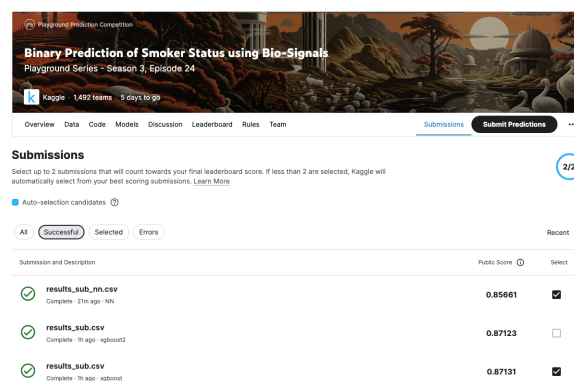 Playground Prediction Competition
Binary Prediction of Smoker Status using Bio-Signals
Playground Series - Season 3, Episode 24
k Kaggle · 1,492 teams · 5 days to go
Overview Data Code Models Discussion Leaderboard Rules Team Submissions Submit Predictions ...
Submissions
Select up to 2 submissions that will count towards your final leaderboard score. If less than 2 are selected, Kaggle will
automatically select from your best scoring submissions. Learn More
2/2
Auto-selection candidates
All Successful Selected Errors Recent
Submission and Description Public Score Select
results_sub_nn.csv
Complete · 21m ago · NN
0.85661
results_sub.csv
Complete · 1h ago · xgboost2
0.87123
results_sub.csv
Complete · 1h ago · xgboost
0.87131